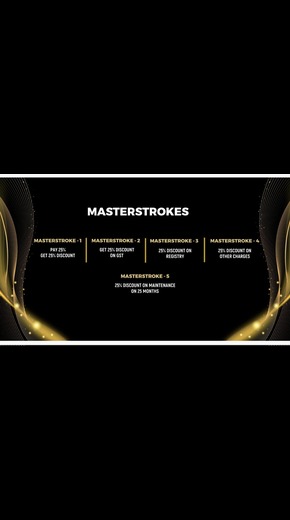 MASTERSTROKES
MASTERSTROKE - 1
PAY 25%
GET 25% DISCOUNT
MASTERSTROKE - 2
GET 25% DISCOUNT
ON GST
MASTERSTROKE - 3
25% DISCOUNT ON
REGISTRY
MASTERSTROKE - 4
25% DISCOUNT ON
OTHER CHARGES
MASTERSTROKE - 5
25% DISCOUNT ON MAINTENANCE
ON 25 MONTHS